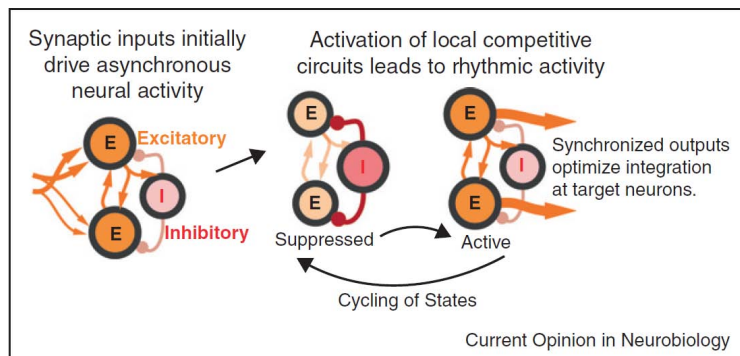 Synaptic inputs initially
drive asynchronous
neural activity
Activation of local competitive
circuits leads to rhythmic activity
E
Excitatory
I
E
Inhibitory
E
I
E
Suppressed
E
I
E
Active
Synchronized outputs
optimize integration
at target neurons.
Cycling of States
Current Opinion in Neurobiology